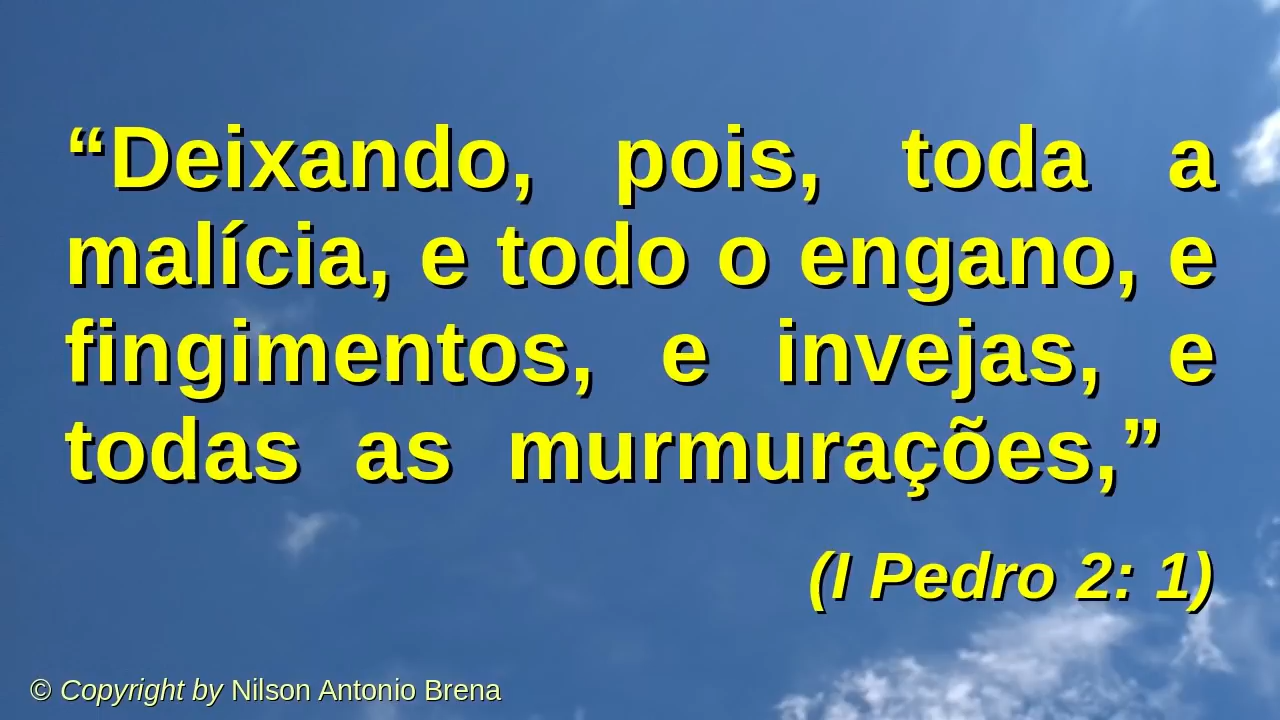 “Deixando, pois, toda a
malícia, e todo o engano, e
fingimentos, e invejas, e
todas as murmurações,”
(I Pedro 2: 1)
© Copyright by Nilson Antonio Brena